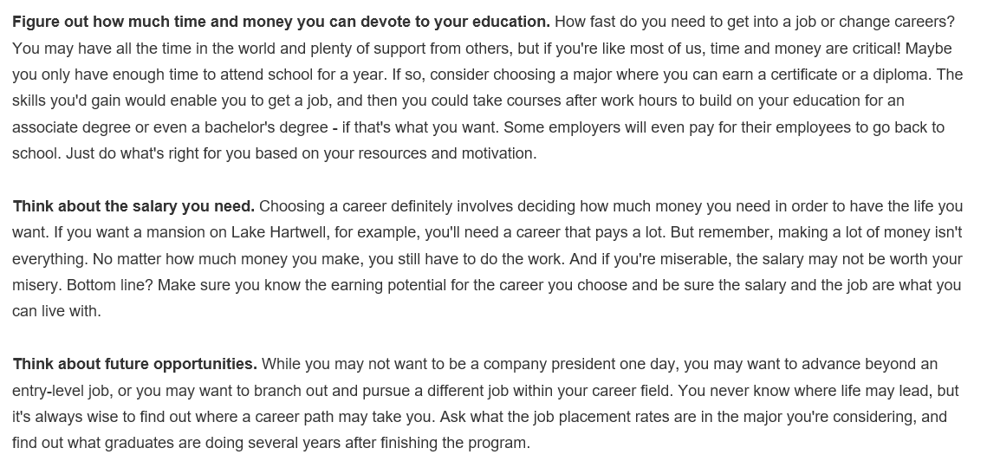 Figure out how much time and money you can devote to your education. How fast do you need to get into a job or change careers?
You may have all the time in the world and plenty of support from others, but if you're like most of us, time and money are critical! Maybe
you only have enough time to attend school for a year. If so, consider choosing a major where you can earn a certificate or a diploma. The
skills you'd gain would enable you to get a job, and then you could take courses after work hours to build on your education for an
associate degree or even a bachelor's degree - if that's what you want. Some employers will even pay for their employees to go back to
school. Just do what's right for you based on your resources and motivation.
Think about the salary you need. Choosing a career definitely involves deciding how much money you need in order to have the life you
want. If you want a mansion on Lake Hartwell, for example, you'll need a career that pays a lot. But remember, making a lot of money isn't
everything. No matter how much money you make, you still have to do the work. And if you're miserable, the salary may not be worth your
misery. Bottom line? Make sure you know the earning potential for the career you choose and be sure the salary and the job are what you
can live with.
Think about future opportunities. While you may not want to be a company president one day, you may want to advance beyond an
entry-level job, or you may want to branch out and pursue a different job within your career field. You never know where life may lead, but
it's always wise to find out where a career path may take you. Ask what the job placement rates are in the major you're considering, and
find out what graduates are doing several years after finishing the program.